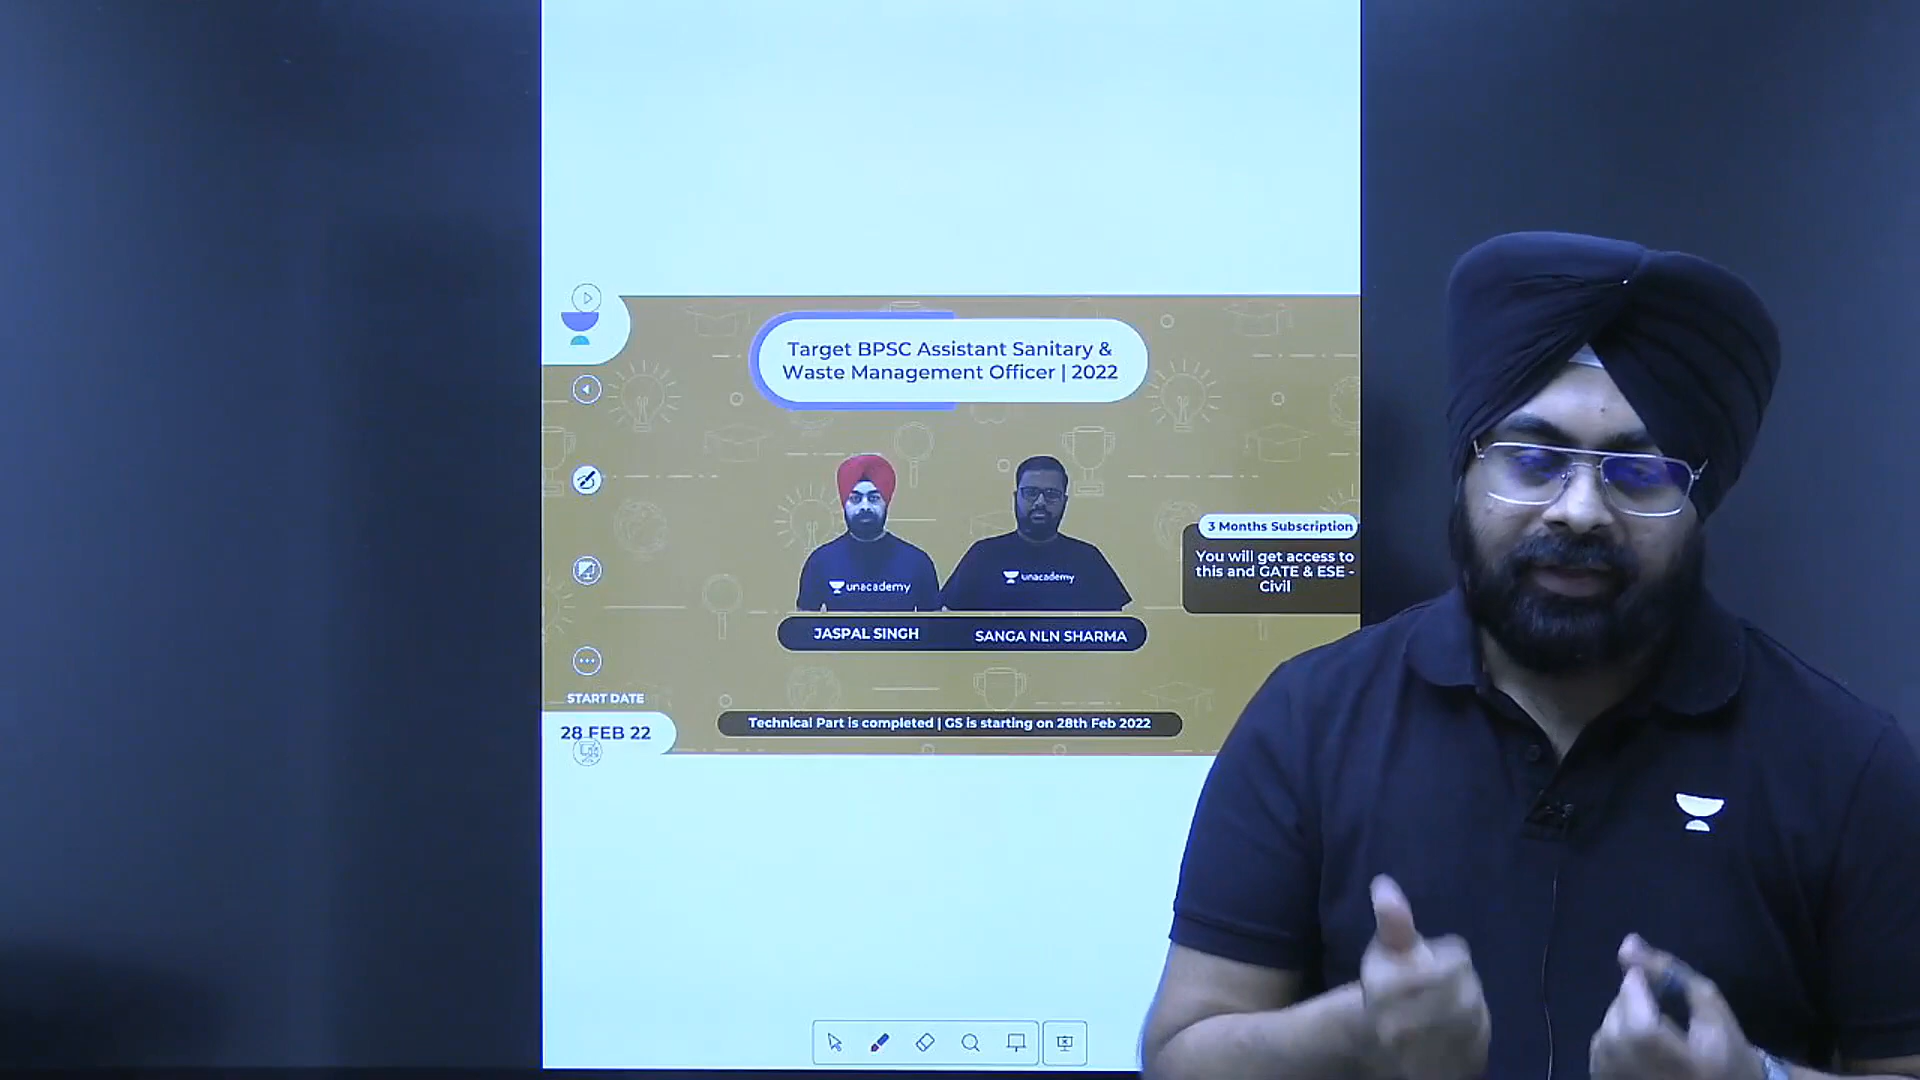 Target BPSC Assistant Sanitary &
Waste Management Officer | 2022
3 Months Subscription
You will get access to
this and GATE & ESE -
Civil
unacademy
unacademy
JASPAL SINGH
SANGA NLN SHARMA
START DATE
28 FEB 22
Technical Part is completed | GS is starting on 28th Feb 2022